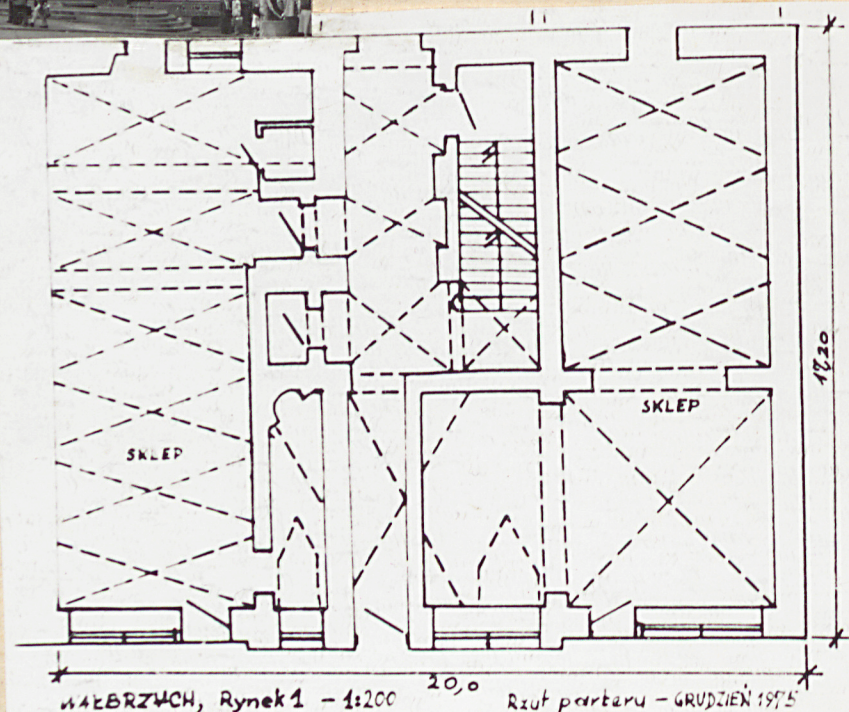 SKLEP
SKLEP
17,20
20,0
WAŁBRZYCH, Rynek 1 - 1:200
Rzut parteru - GRUDZIEŃ 1975